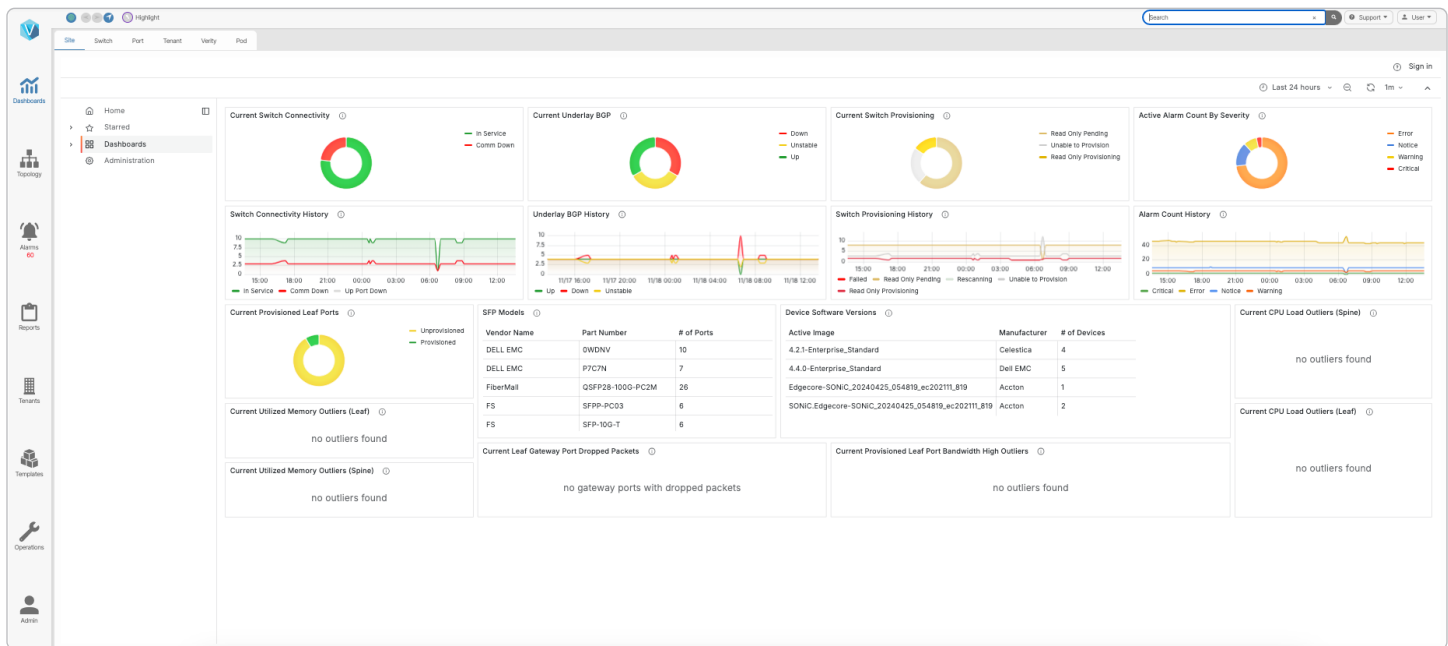 Highlight
Search
Support
User
Site Switch Port Tenant Verity Pod
Sign in
Last 24 hours 1m
Dashboards
Topology
Alarms
60
Reports
Tenants
Templates
Operations
Admin
Home
Starred
Dashboards
Administration
Current Switch Connectivity
In Service
Comm Down
Current Underlay BGP
Down
Unstable
Up
Current Switch Provisioning
Read Only Pending
Unable to Provision
Read Only Provisioning
Active Alarm Count By Severity
Error
Notice
Warning
Critical
Switch Connectivity History
10
7.5
5
2.5
0
15:00 18:00 21:00 00:00 03:00 06:00 09:00 12:00
In Service Comm Down Up Port Down
Underlay BGP History
10
7.5
5
2.5
0
11/17 16:00 11/17 20:00 11/18 00:00 11/18 04:00 11/18 08:00 11/18 12:00
Up Down Unstable
Switch Provisioning History
10
5
0
15:00 18:00 21:00 00:00 03:00 06:00 09:00 12:00
Failed Read Only Pending Rescanning Unable to Provision
Read Only Provisioning
Alarm Count History
40
20
0
15:00 18:00 21:00 00:00 03:00 06:00 09:00 12:00
Critical Error Notice Warning
Current Provisioned Leaf Ports
Unprovisioned
Provisioned
SFP Models
Vendor Name Part Number # of Ports
DELL EMC 0WDNV 10
DELL EMC P7C7N 7
FiberMall QSFP28-100G-PC2M 26
FS SFPP-PC03 6
FS SFP-10G-T 6
Device Software Versions
Active Image Manufacturer # of Devices
4.2.1-Enterprise_Standard Celestica 4
4.4.0-Enterprise_Standard Dell EMC 5
Edgecore-SONiC_20240425_054819_ec202111_819 Accton 1
SONiC.Edgecore-SONiC_20240425_054819_ec202111_819 Accton 2
Current CPU Load Outliers (Spine)
no outliers found
Current Utilized Memory Outliers (Leaf)
no outliers found
Current CPU Load Outliers (Leaf)
no outliers found
Current Utilized Memory Outliers (Spine)
no outliers found
Current Leaf Gateway Port Dropped Packets
no gateway ports with dropped packets
Current Provisioned Leaf Port Bandwidth High Outliers
no outliers found